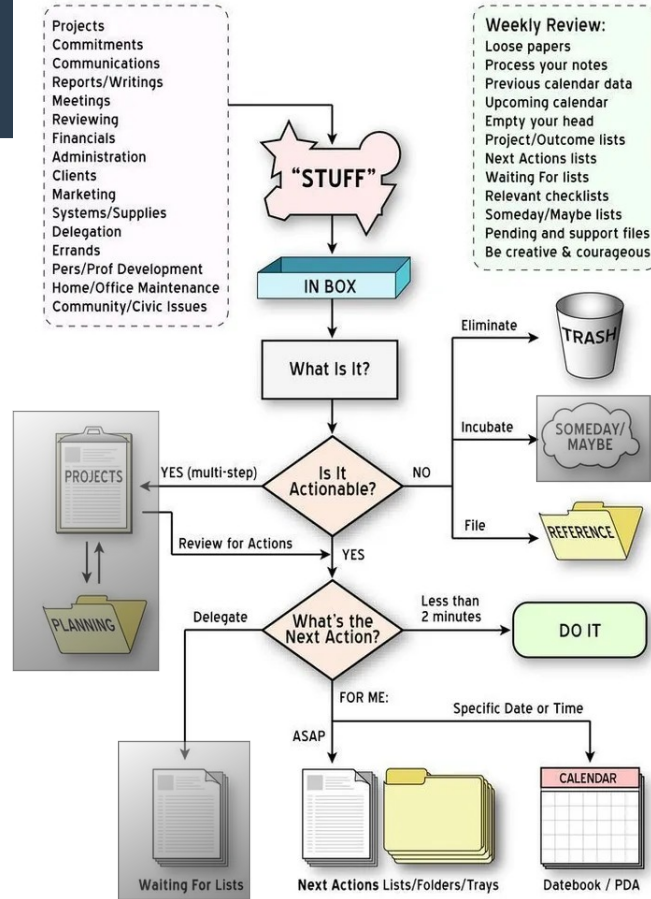 Projects
Commitments
Communications
Reports/Writings
Meetings
Reviewing
Financials
Administration
Clients
Marketing
Systems/Supplies
Delegation
Errands
Pers/Prof Development
Home/Office Maintenance
Community/Civic Issues
Weekly Review:
Loose papers
Process your notes
Previous calendar data
Upcoming calendar
Empty your head
Project/Outcome lists
Next Actions lists
Waiting For lists
Relevant checklists
Someday/Maybe lists
Pending and support files
Be creative & courageous
"STUFF"
IN BOX
What Is It?
Eliminate
TRASH
Incubate
SOMEDAY/
MAYBE
File
REFERENCE
Is It
Actionable?
NO
YES (multi-step)
PROJECTS
Review for Actions
YES
PLANNING
What's the
Next Action?
Delegate
Less than
2 minutes
DO IT
FOR ME:
Specific Date or Time
ASAP
CALENDAR
Waiting For Lists
Next Actions Lists/Folders/Trays
Datebook / PDA